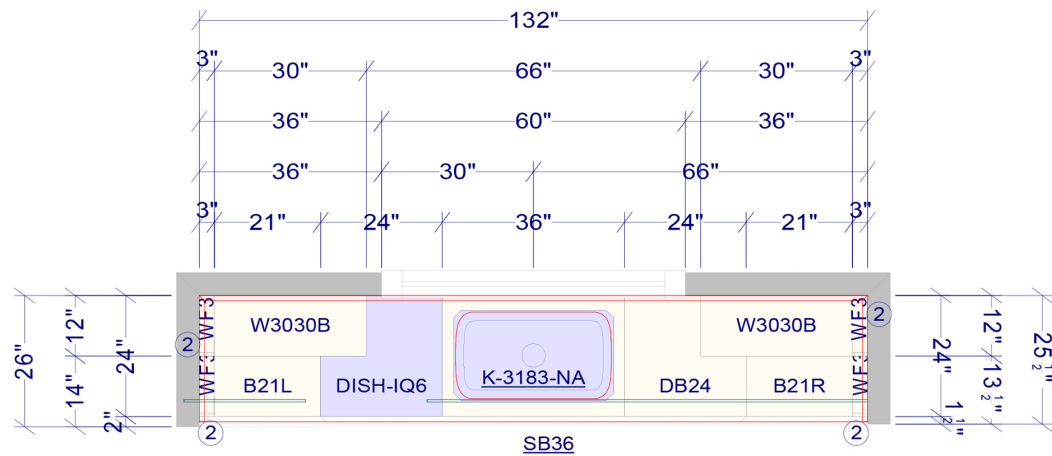 132"
3" 30" 66" 30" 3"
36" 60" 36"
36" 30" 66"
3" 21" 24" 36" 24" 21" 3"
26" 12" 14" 24" 2"
WF3 W3030B W3030B WF3
2 2
WF3 B21L DISH-IQ6 K-3183-NA DB24 B21R WF3
2 2
SB36
24" 1 1/2" 12" 13 1/2" 25 1/2"